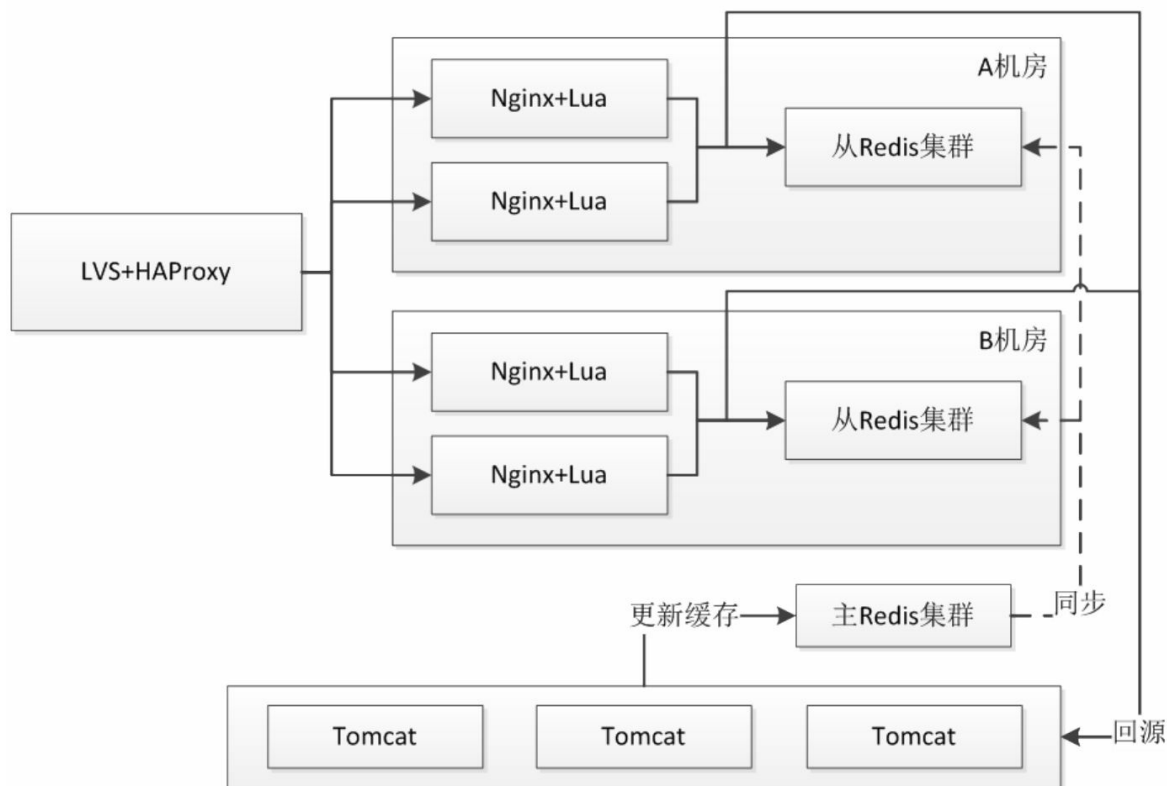 A机房
Nginx+Lua
从Redis集群
Nginx+Lua
LVS+HAProxy
B机房
Nginx+Lua
从Redis集群
Nginx+Lua
更新缓存
主Redis集群
同步
Tomcat
Tomcat
Tomcat
回源